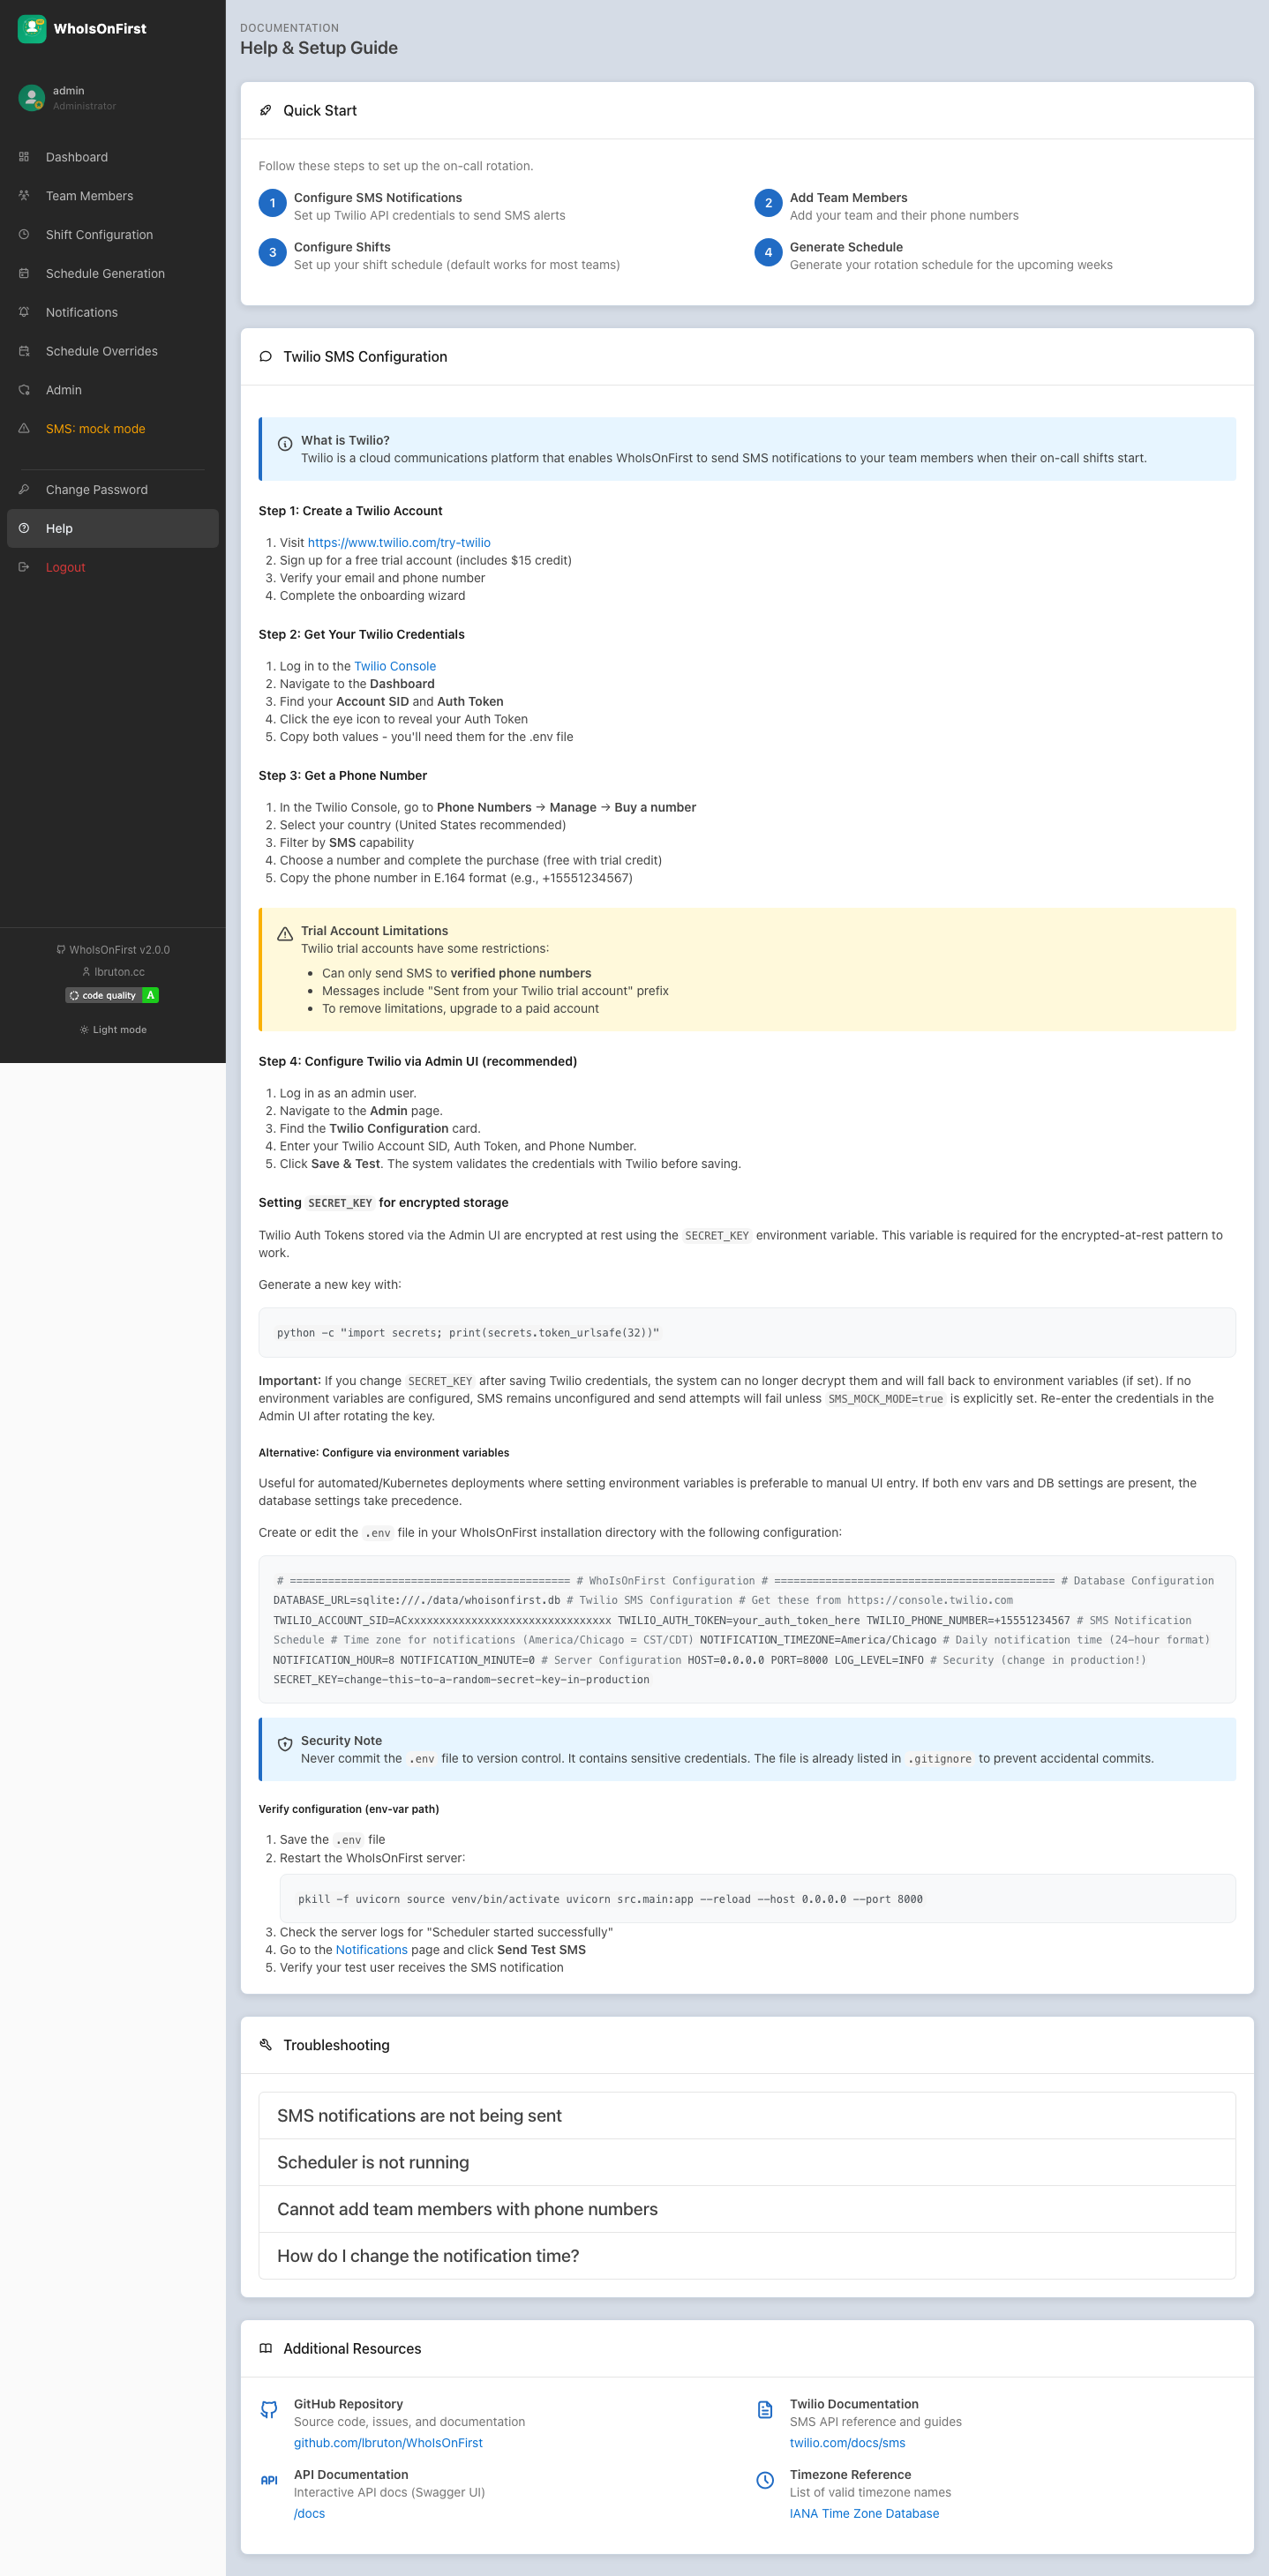 WhoIsOnFirst
admin
Administrator
Dashboard
Team Members
Shift Configuration
Schedule Generation
Notifications
Schedule Overrides
Admin
SMS: mock mode
Change Password
Help
Logout
WhoIsOnFirst v2.0.0
lbruton.cc
code quality A
Light mode
DOCUMENTATION
Help & Setup Guide
Quick Start
Follow these steps to set up the on-call rotation.
1 Configure SMS Notifications
Set up Twilio API credentials to send SMS alerts
2 Add Team Members
Add your team and their phone numbers
3 Configure Shifts
Set up your shift schedule (default works for most teams)
4 Generate Schedule
Generate your rotation schedule for the upcoming weeks
Twilio SMS Configuration
What is Twilio?
Twilio is a cloud communications platform that enables WhoIsOnFirst to send SMS notifications to your team members when their on-call shifts start.
Step 1: Create a Twilio Account
1. Visit https://www.twilio.com/try-twilio
2. Sign up for a free trial account (includes $15 credit)
3. Verify your email and phone number
4. Complete the onboarding wizard
Step 2: Get Your Twilio Credentials
1. Log in to the Twilio Console
2. Navigate to the Dashboard
3. Find your Account SID and Auth Token
4. Click the eye icon to reveal your Auth Token
5. Copy both values - you'll need them for the .env file
Step 3: Get a Phone Number
1. In the Twilio Console, go to Phone Numbers → Manage → Buy a number
2. Select your country (United States recommended)
3. Filter by SMS capability
4. Choose a number and complete the purchase (free with trial credit)
5. Copy the phone number in E.164 format (e.g., +15551234567)
Trial Account Limitations
Twilio trial accounts have some restrictions:
• Can only send SMS to verified phone numbers
• Messages include "Sent from your Twilio trial account" prefix
• To remove limitations, upgrade to a paid account
Step 4: Configure Twilio via Admin UI (recommended)
1. Log in as an admin user.
2. Navigate to the Admin page.
3. Find the Twilio Configuration card.
4. Enter your Twilio Account SID, Auth Token, and Phone Number.
5. Click Save & Test. The system validates the credentials with Twilio before saving.
Setting SECRET_KEY for encrypted storage
Twilio Auth Tokens stored via the Admin UI are encrypted at rest using the SECRET_KEY environment variable. This variable is required for the encrypted-at-rest pattern to
work.
Generate a new key with:
python -c "import secrets; print(secrets.token_urlsafe(32))"
Important: If you change SECRET_KEY after saving Twilio credentials, the system can no longer decrypt them and will fall back to environment variables (if set). If no
environment variables are configured, SMS remains unconfigured and send attempts will fail unless SMS_MOCK_MODE=true is explicitly set. Re-enter the credentials in the
Admin UI after rotating the key.
Alternative: Configure via environment variables
Useful for automated/Kubernetes deployments where setting environment variables is preferable to manual UI entry. If both env vars and DB settings are present, the
database settings take precedence.
Create or edit the .env file in your WhoIsOnFirst installation directory with the following configuration:
# ============================================ # WhoIsOnFirst Configuration # ============================================ # Database Configuration
DATABASE_URL=sqlite:///./data/whoisonfirst.db # Twilio SMS Configuration # Get these from https://console.twilio.com
TWILIO_ACCOUNT_SID=ACxxxxxxxxxxxxxxxxxxxxxxxxxxxxxxxx TWILIO_AUTH_TOKEN=your_auth_token_here TWILIO_PHONE_NUMBER=+15551234567 # SMS Notification
Schedule # Time zone for notifications (America/Chicago = CST/CDT) NOTIFICATION_TIMEZONE=America/Chicago # Daily notification time (24-hour format)
NOTIFICATION_HOUR=8 NOTIFICATION_MINUTE=0 # Server Configuration HOST=0.0.0.0 PORT=8000 LOG_LEVEL=INFO # Security (change in production!)
SECRET_KEY=change-this-to-a-random-secret-key-in-production
Security Note
Never commit the .env file to version control. It contains sensitive credentials. The file is already listed in .gitignore to prevent accidental commits.
Verify configuration (env-var path)
1. Save the .env file
2. Restart the WhoIsOnFirst server:
pkill -f uvicorn source venv/bin/activate uvicorn src.main:app --reload --host 0.0.0.0 --port 8000
3. Check the server logs for "Scheduler started successfully"
4. Go to the Notifications page and click Send Test SMS
5. Verify your test user receives the SMS notification
Troubleshooting
SMS notifications are not being sent
Scheduler is not running
Cannot add team members with phone numbers
How do I change the notification time?
Additional Resources
GitHub Repository
Source code, issues, and documentation
github.com/lbruton/WhoIsOnFirst
Twilio Documentation
SMS API reference and guides
twilio.com/docs/sms
API API Documentation
Interactive API docs (Swagger UI)
/docs
Timezone Reference
List of valid timezone names
IANA Time Zone Database